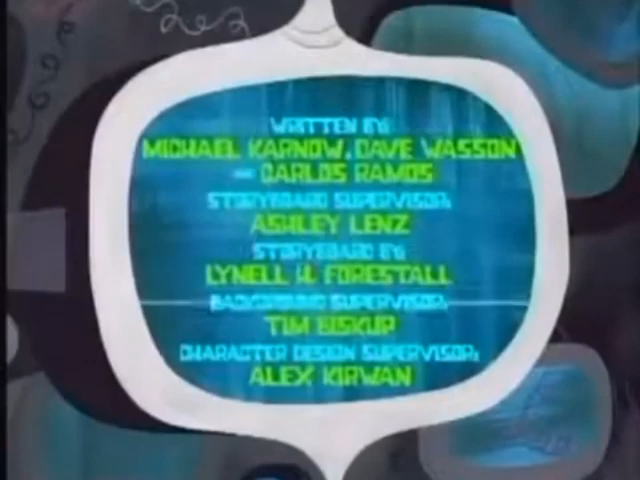 WRITTEN BY:
MICHAEL KARNOW, DAVE WASSON
— CARLOS RAMOS
STORYBOARD SUPERVISOR:
ASHLEY LENZ
STORYBOARD BY:
LYNELL H. FORESTALL
BACKGROUND SUPERVISOR:
TIM BISKUP
CHARACTER DESIGN SUPERVISOR:
ALEX KIRWAN